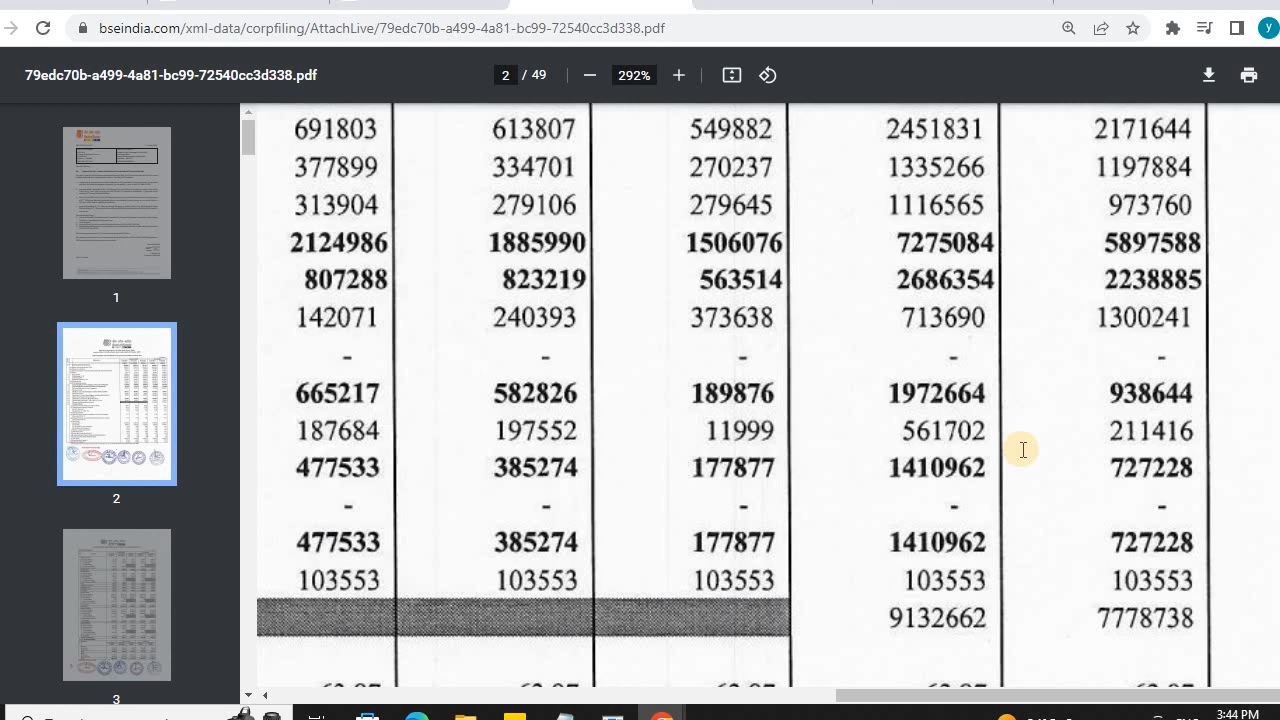 bseindia.com/xml-data/corpfiling/AttachLive/79edc70b-a499-4a81-bc99-72540cc3d338.pdf
y
79edc70b-a499-4a81-bc99-72540cc3d338.pdf
2 / 49
292%
1
2
3
691803 613807 549882 2451831 2171644
377899 334701 270237 1335266 1197884
313904 279106 279645 1116565 973760
2124986 1885990 1506076 7275084 5897588
807288 823219 563514 2686354 2238885
142071 240393 373638 713690 1300241
- - - - -
665217 582826 189876 1972664 938644
187684 197552 11999 561702 211416
477533 385274 177877 1410962 727228
- - - - -
477533 385274 177877 1410962 727228
103553 103553 103553 103553 103553
9132662 7778738
3:44 PM